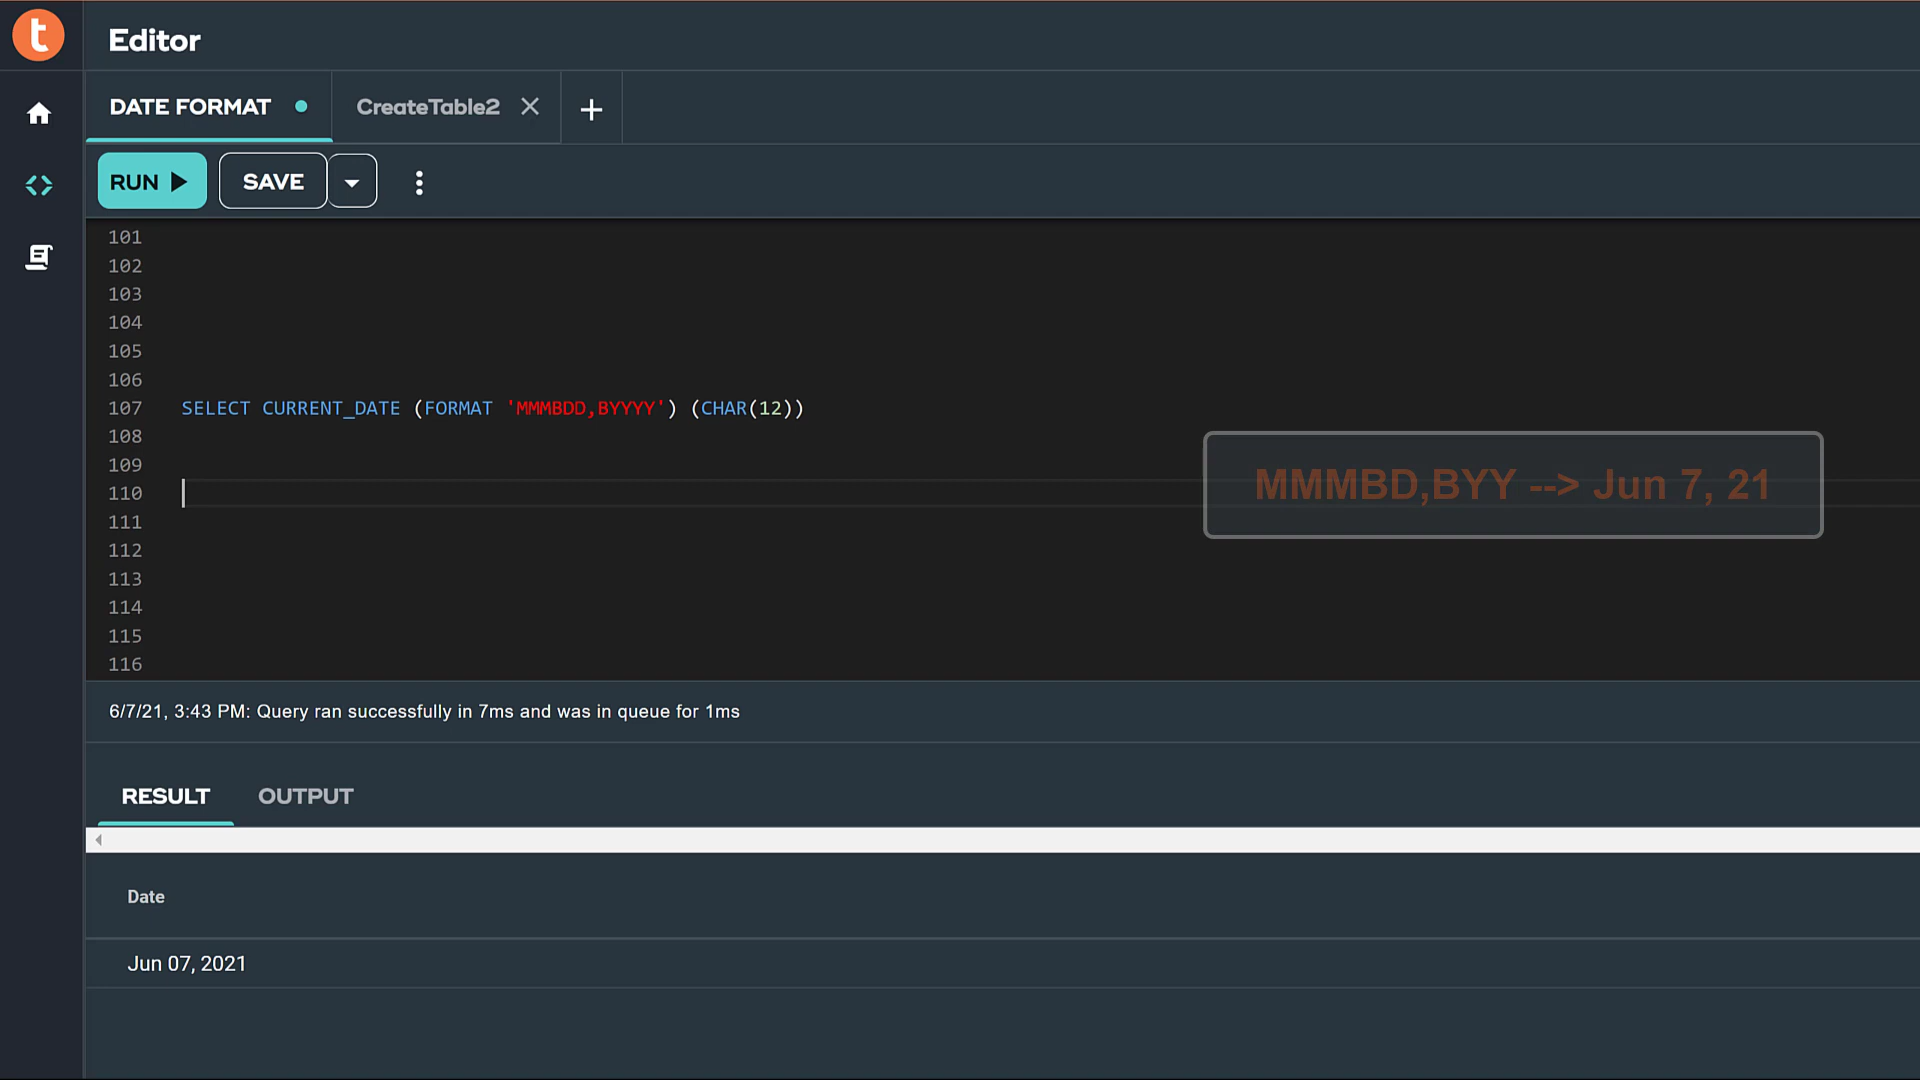 t
Editor
DATE FORMAT
CreateTable2
RUN
SAVE
101
102
103
104
105
106
107 SELECT CURRENT_DATE (FORMAT 'MMMBDD,BYYYY') (CHAR(12))
108
109
110
MMMBD,BYY --> Jun 7, 21
111
112
113
114
115
116
6/7/21, 3:43 PM: Query ran successfully in 7ms and was in queue for 1ms
RESULT
OUTPUT
Date
Jun 07, 2021